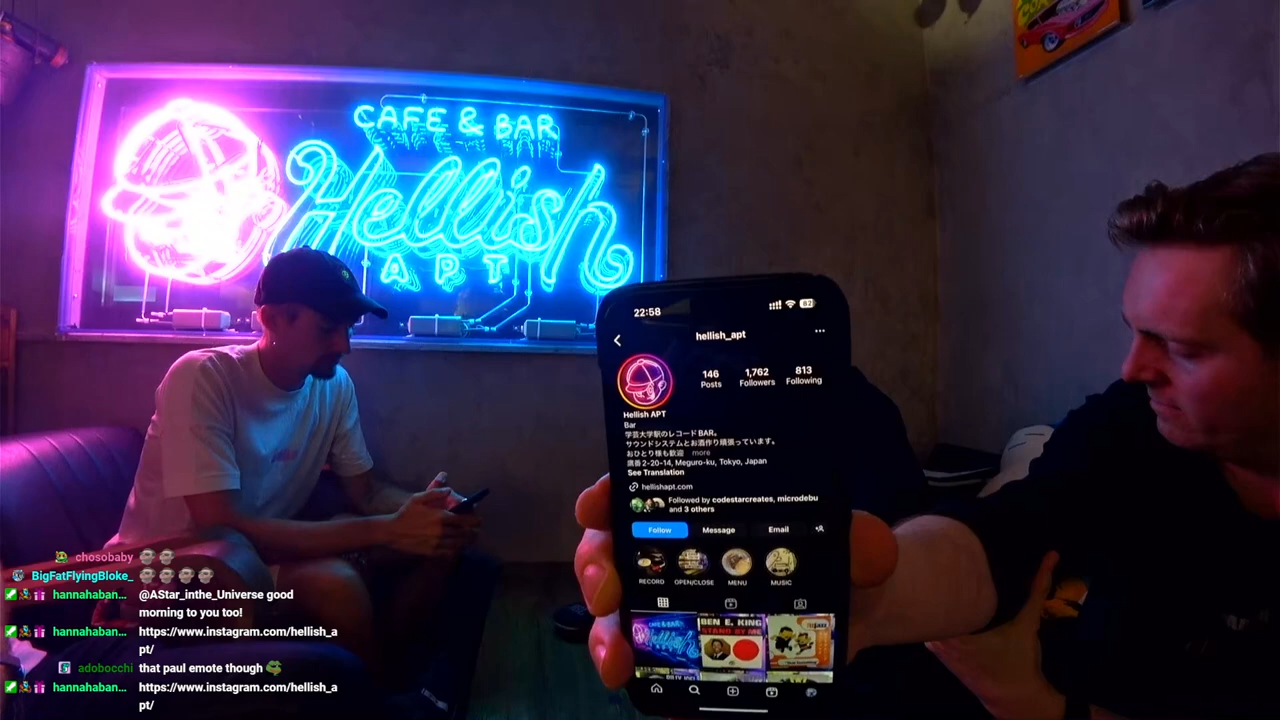 CAFE & BAR
Hellish
APT
22:58
82
hellish_apt
146
1,762
813
Posts
Followers
Following
Hellish APT
Bar
学芸大学駅のレコードBAR。
サウンドシステムとお酒作り頑張っています。
おひとり様も歓迎 more
鷹番2-20-14, Meguro-ku, Tokyo, Japan
See Translation
hellishapt.com
Followed by codestarcreates, microdebu
and 3 others
Follow
Message
Email
RECORD
OPEN/CLOSE
MENU
MUSIC
CAFE & BAR
Hellish
BEN E. KING
STAND BY ME
chosobaby
BigFatFlyingBloke_
hannahaban... @AStar_inthe_Universe good
morning to you too!
hannahaban... https://www.instagram.com/hellish_a
pt/
adobocchi that paul emote though
hannahaban... https://www.instagram.com/hellish_a
pt/